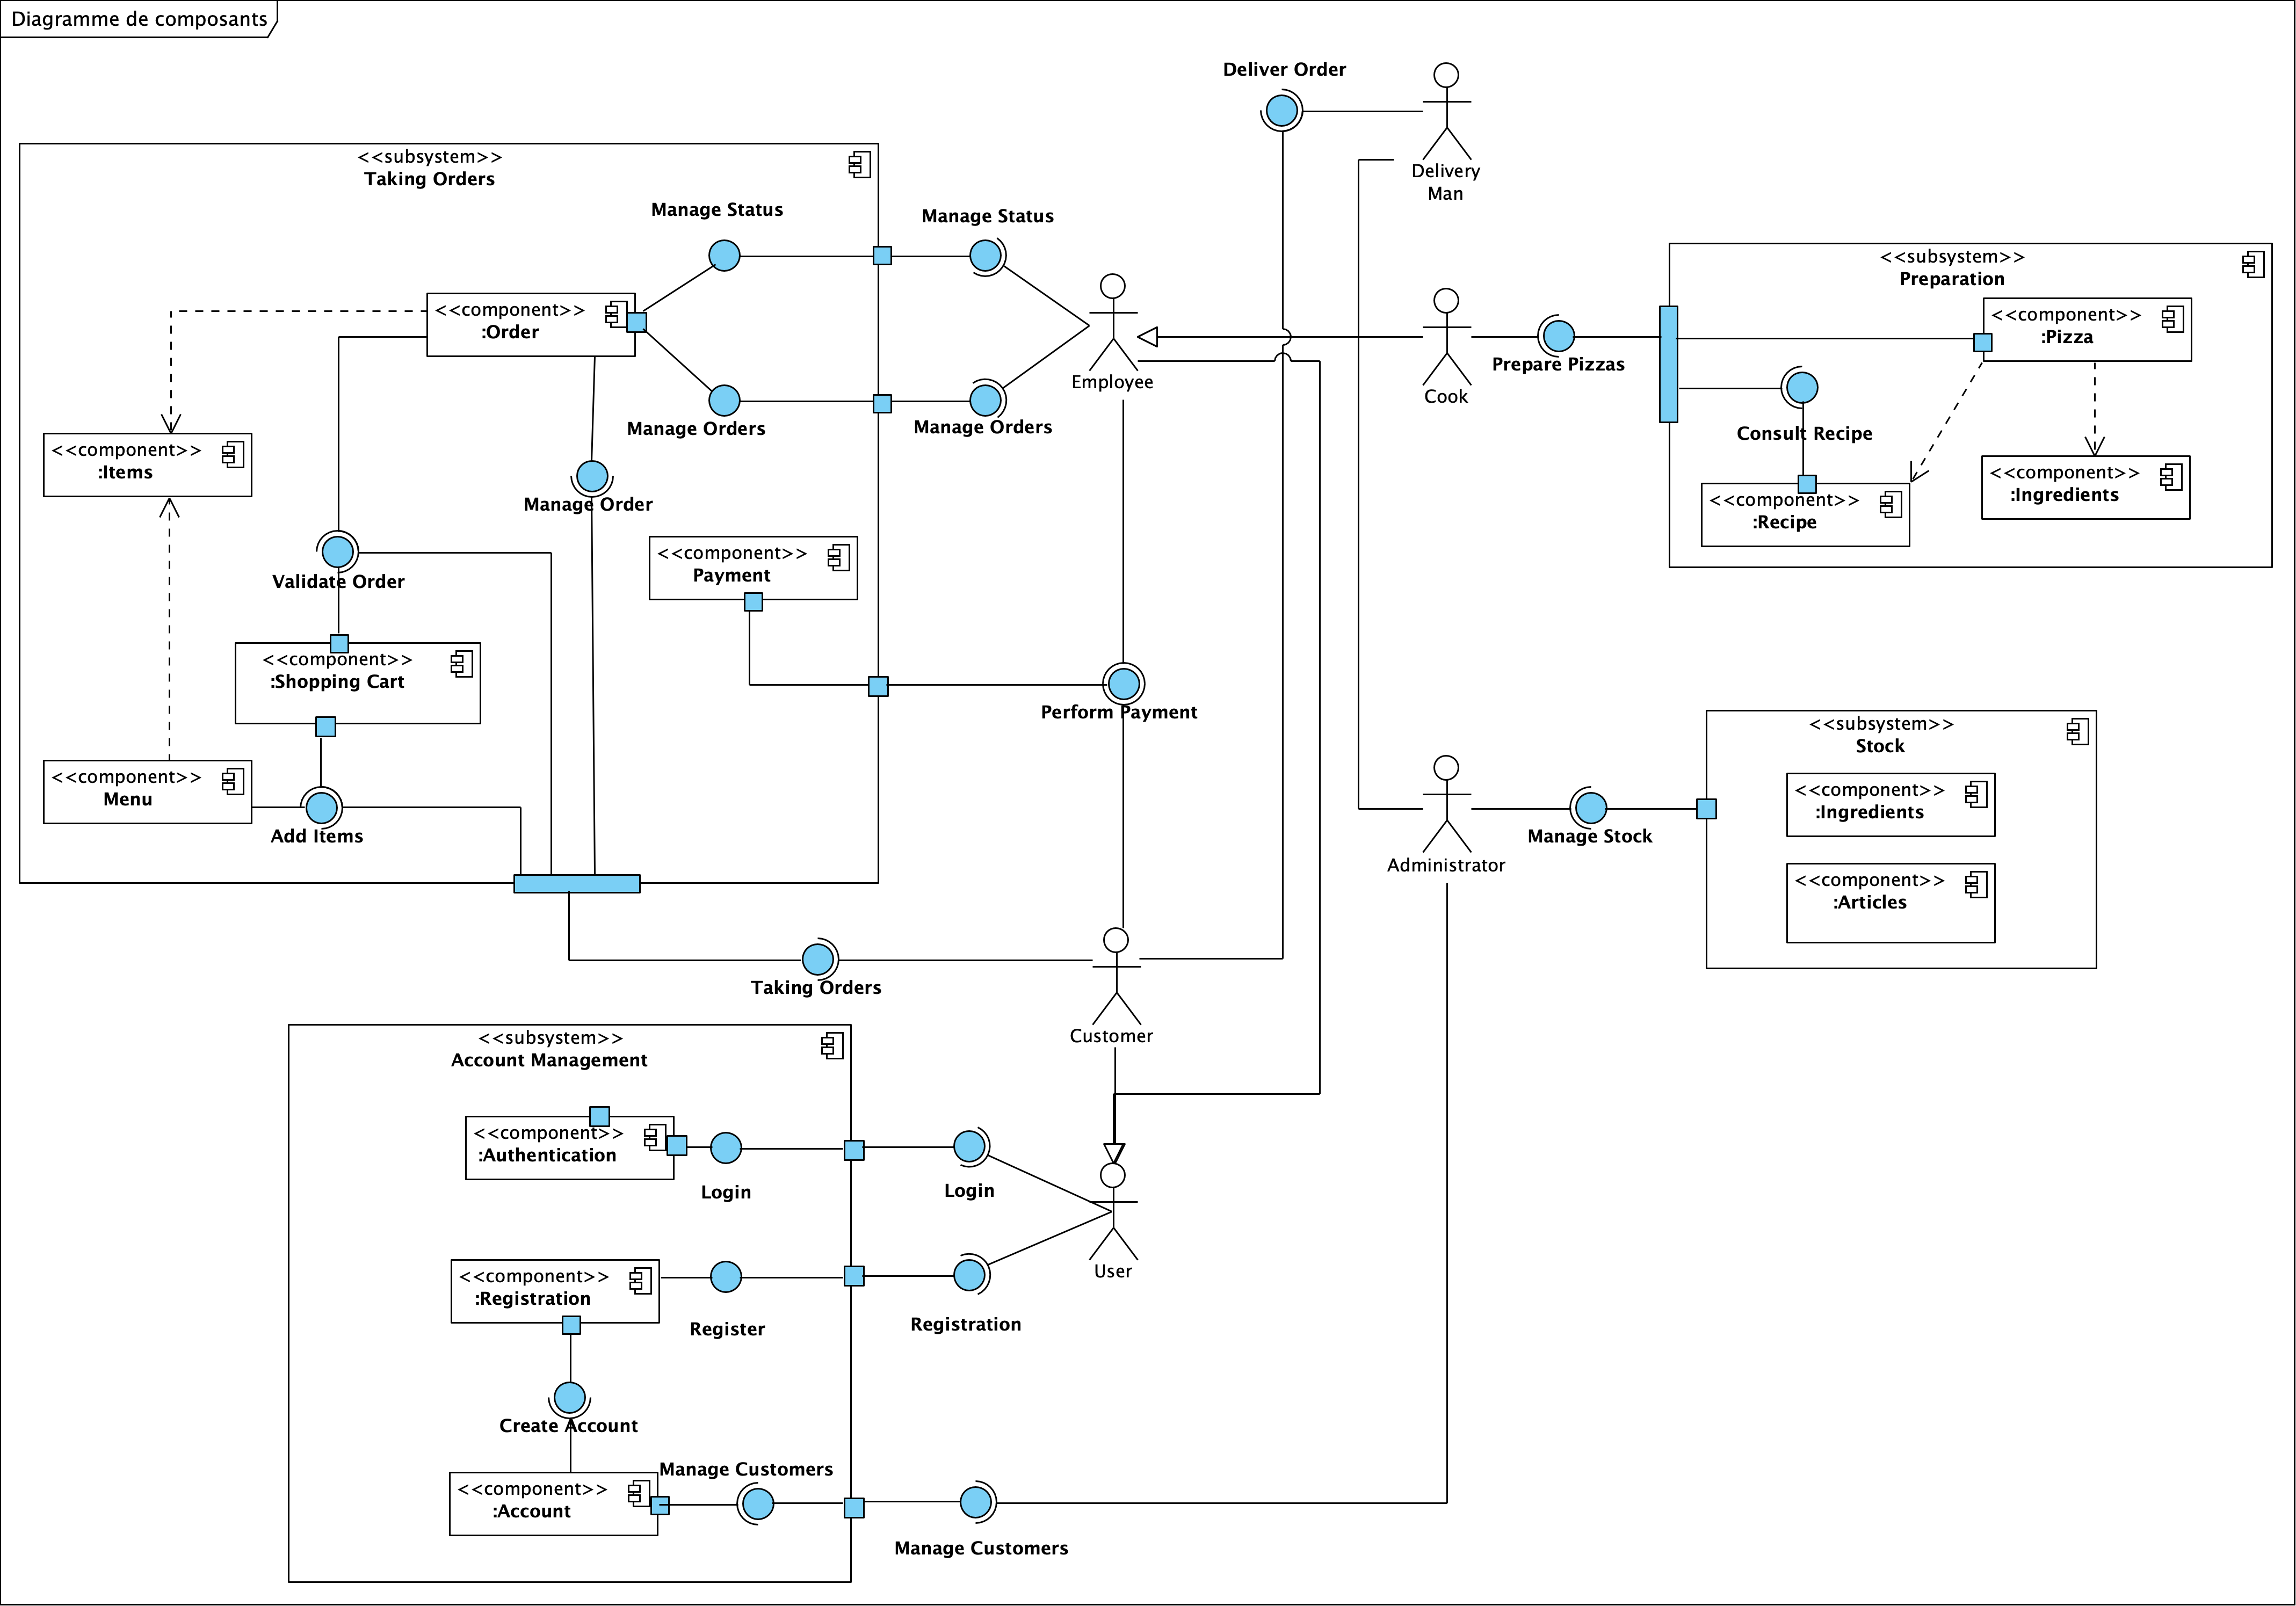 Diagramme de composants
Deliver Order
Delivery
Man
<<subsystem>>
Taking Orders
Manage Status
Manage Status
<<component>>
:Order
Employee
Manage Orders
Manage Orders
Cook
Prepare Pizzas
<<subsystem>>
Preparation
<<component>>
:Pizza
Consult Recipe
<<component>>
:Recipe
<<component>>
:Ingredients
<<component>>
:Items
Manage Order
<<component>>
Payment
Validate Order
<<component>>
:Shopping Cart
Perform Payment
<<component>>
Menu
Add Items
Administrator
Manage Stock
<<subsystem>>
Stock
<<component>>
:Ingredients
<<component>>
:Articles
Taking Orders
Customer
<<subsystem>>
Account Management
<<component>>
:Authentication
Login
Login
User
<<component>>
:Registration
Register
Registration
Create Account
<<component>>
:Account
Manage Customers
Manage Customers